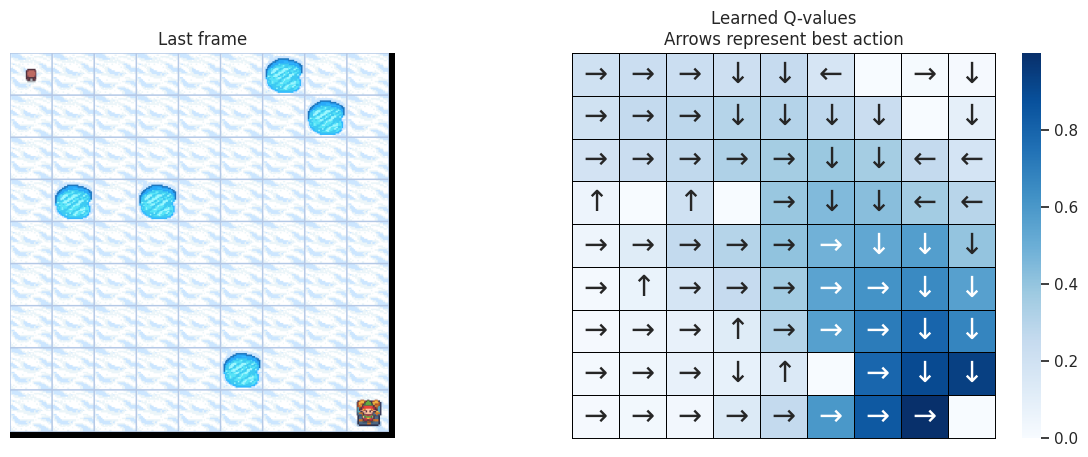 Last frame
Learned Q-values
Arrows represent best action
→ → → ↓ ↓ ← → ↓
→ → → ↓ ↓ ↓ ↓ ↓
→ → → → → ↓ ↓ ← ←
↑ ↑ → ↓ ↓ ← ←
→ → → → → → ↓ ↓ ↓
→ ↑ → → → → → ↓ ↓
→ → → ↑ → → → ↓ ↓
→ → → ↓ ↑ → ↓ ↓
→ → → → → → → →
0.8
0.6
0.4
0.2
0.0